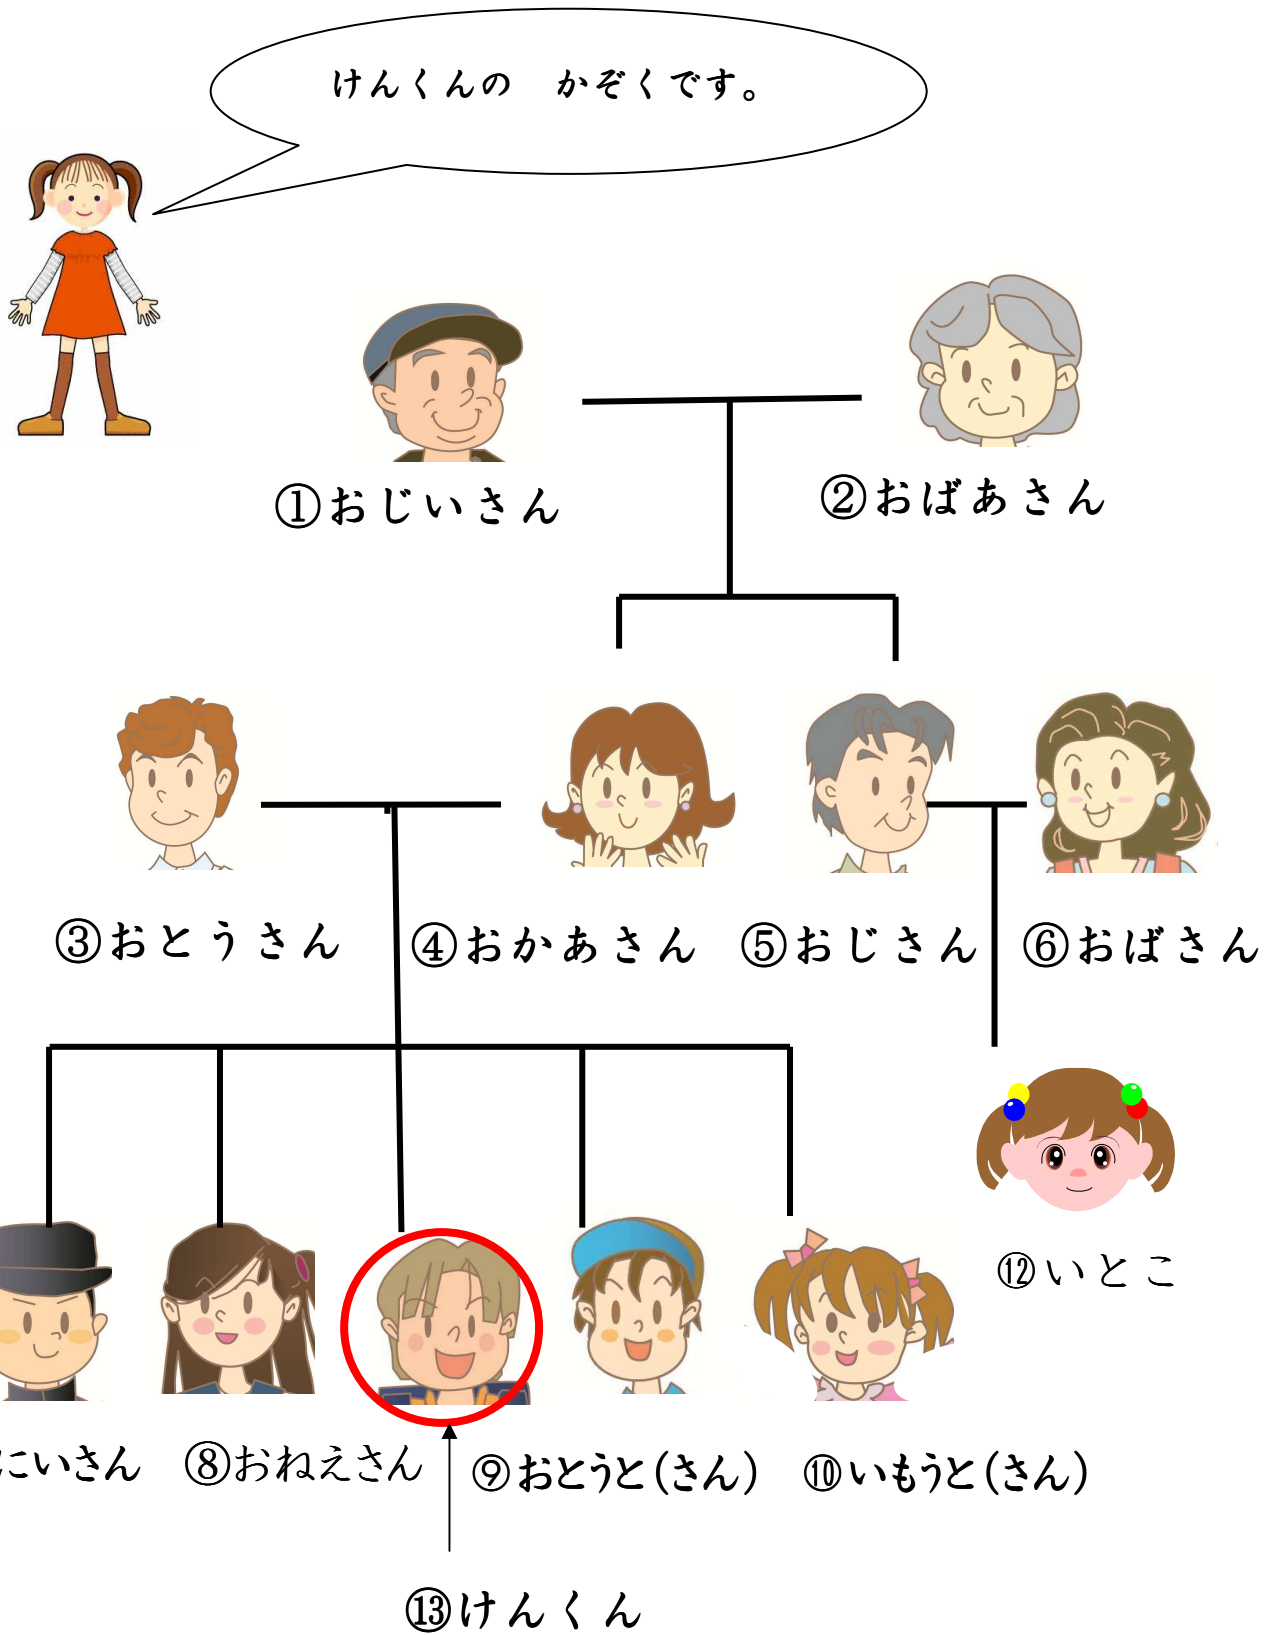 けんくんの　かぞくです。
①おじいさん
②おばあさん
③おとうさん
④おかあさん
⑤おじさん
⑥おばさん
⑫いとこ
にいさん
⑧おねえさん
⑨おとうと(さん)
⑩いもうと(さん)
⑬けんくん